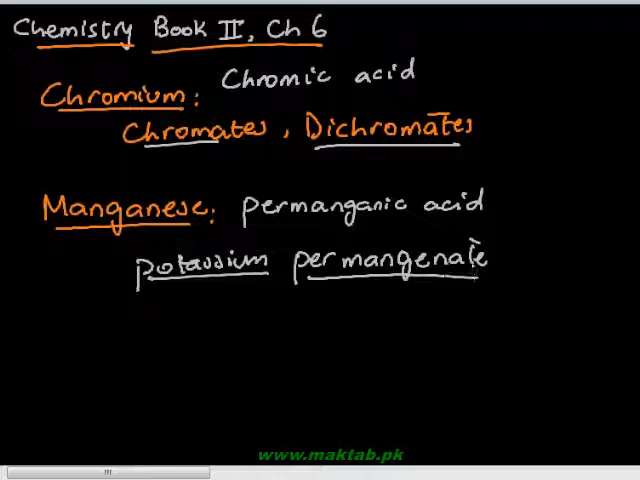 Chemistry Book II, Ch 6
Chromic acid
Chromium:
Chromates, Dichromates
Manganese: permanganic acid
potassium permangenate
www.maktab.pk